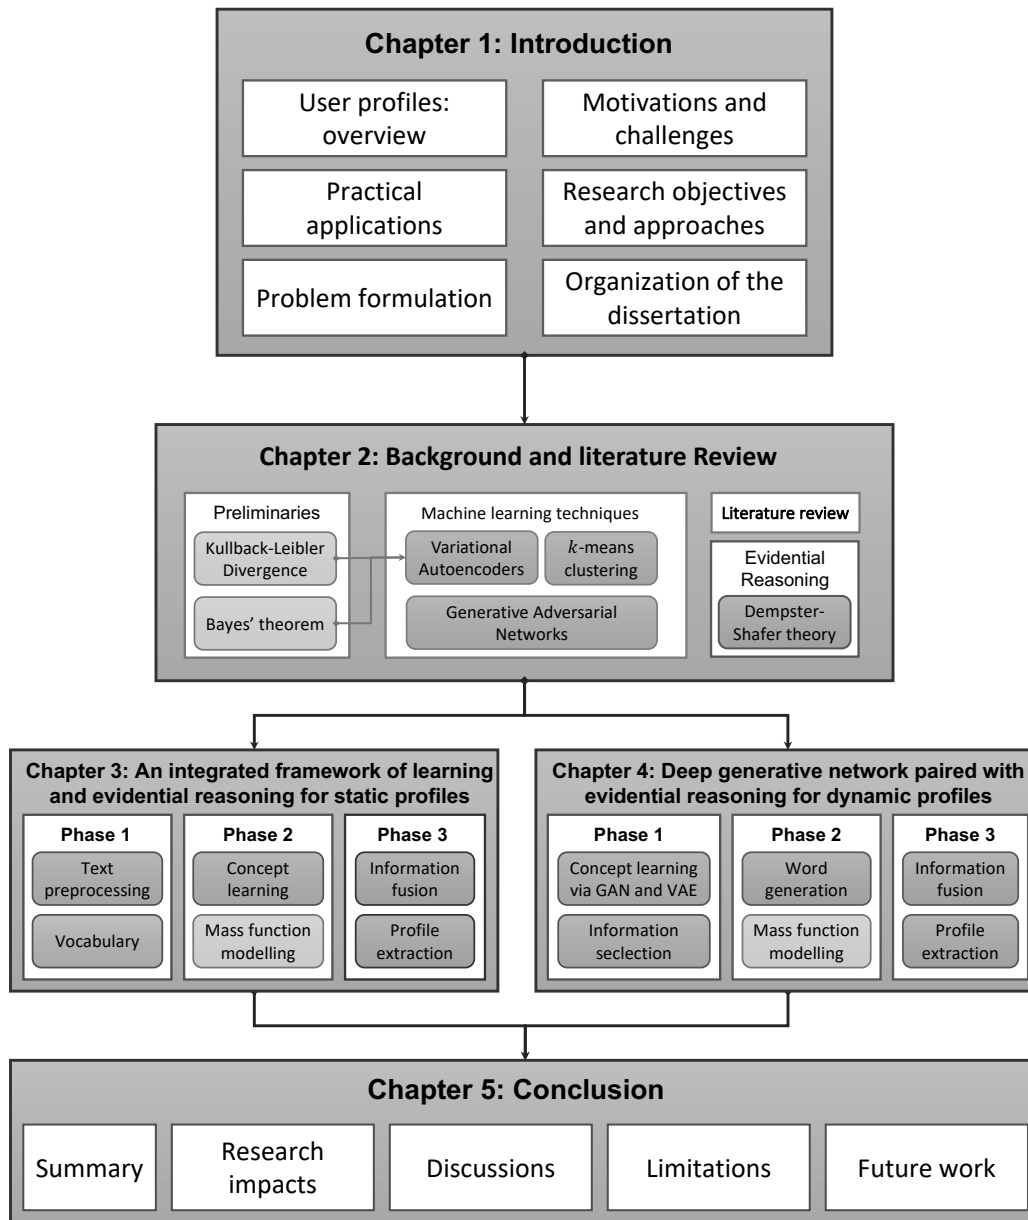 Chapter 1: Introduction
User profiles:
overview
Motivations and
challenges
Practical
applications
Research objectives
and approaches
Problem formulation
Organization of the
dissertation
Chapter 2: Background and literature Review
Preliminaries
Kullback-Leibler
Divergence
Bayes' theorem
Machine learning techniques
Variational
Autoencoders
k-means
clustering
Generative Adversarial
Networks
Literature review
Evidential
Reasoning
Dempster-
Shafer theory
Chapter 3: An integrated framework of learning
and evidential reasoning for static profiles
Phase 1
Text
preprocessing
Vocabulary
Phase 2
Concept
learning
Mass function
modelling
Phase 3
Information
fusion
Profile
extraction
Chapter 4: Deep generative network paired with
evidential reasoning for dynamic profiles
Phase 1
Concept learning
via GAN and VAE
Information
seclection
Phase 2
Word
generation
Mass function
modelling
Phase 3
Information
fusion
Profile
extraction
Chapter 5: Conclusion
Summary
Research
impacts
Discussions
Limitations
Future work